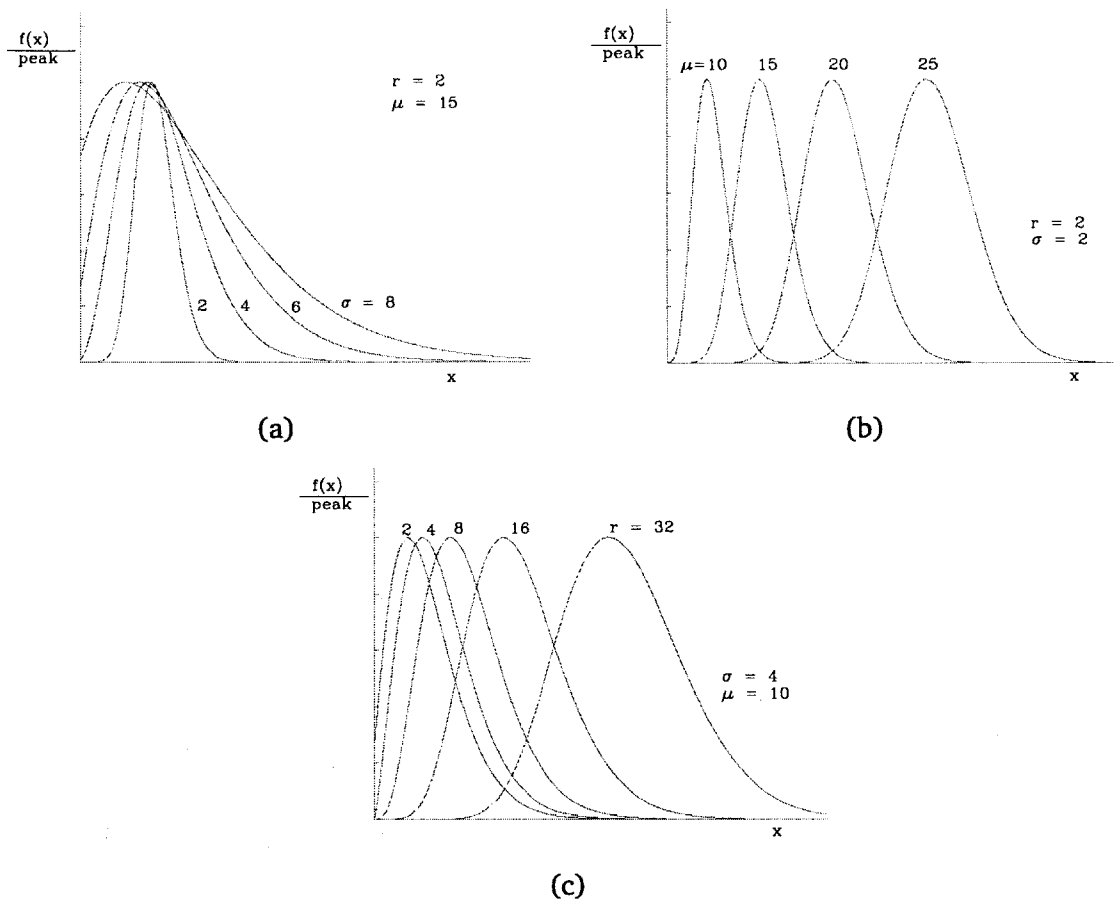 f(x)
peak
r = 2
μ = 15
2
4
6
σ = 8
x
(a)
f(x)
peak
μ=10
15
20
25
r = 2
σ = 2
x
(b)
f(x)
peak
2
4
8
16
r = 32
σ = 4
μ = 10
x
(c)